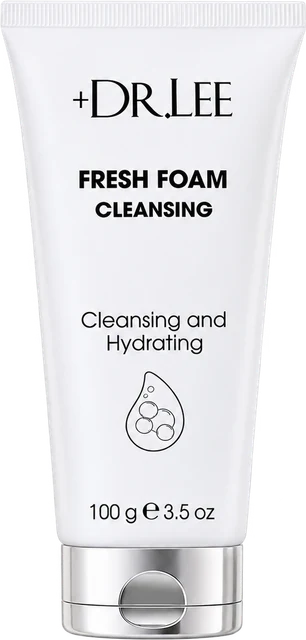 +DR.LEE
FRESH FOAM
CLEANSING
Cleansing and
Hydrating
100 g ℮ 3.5 oz